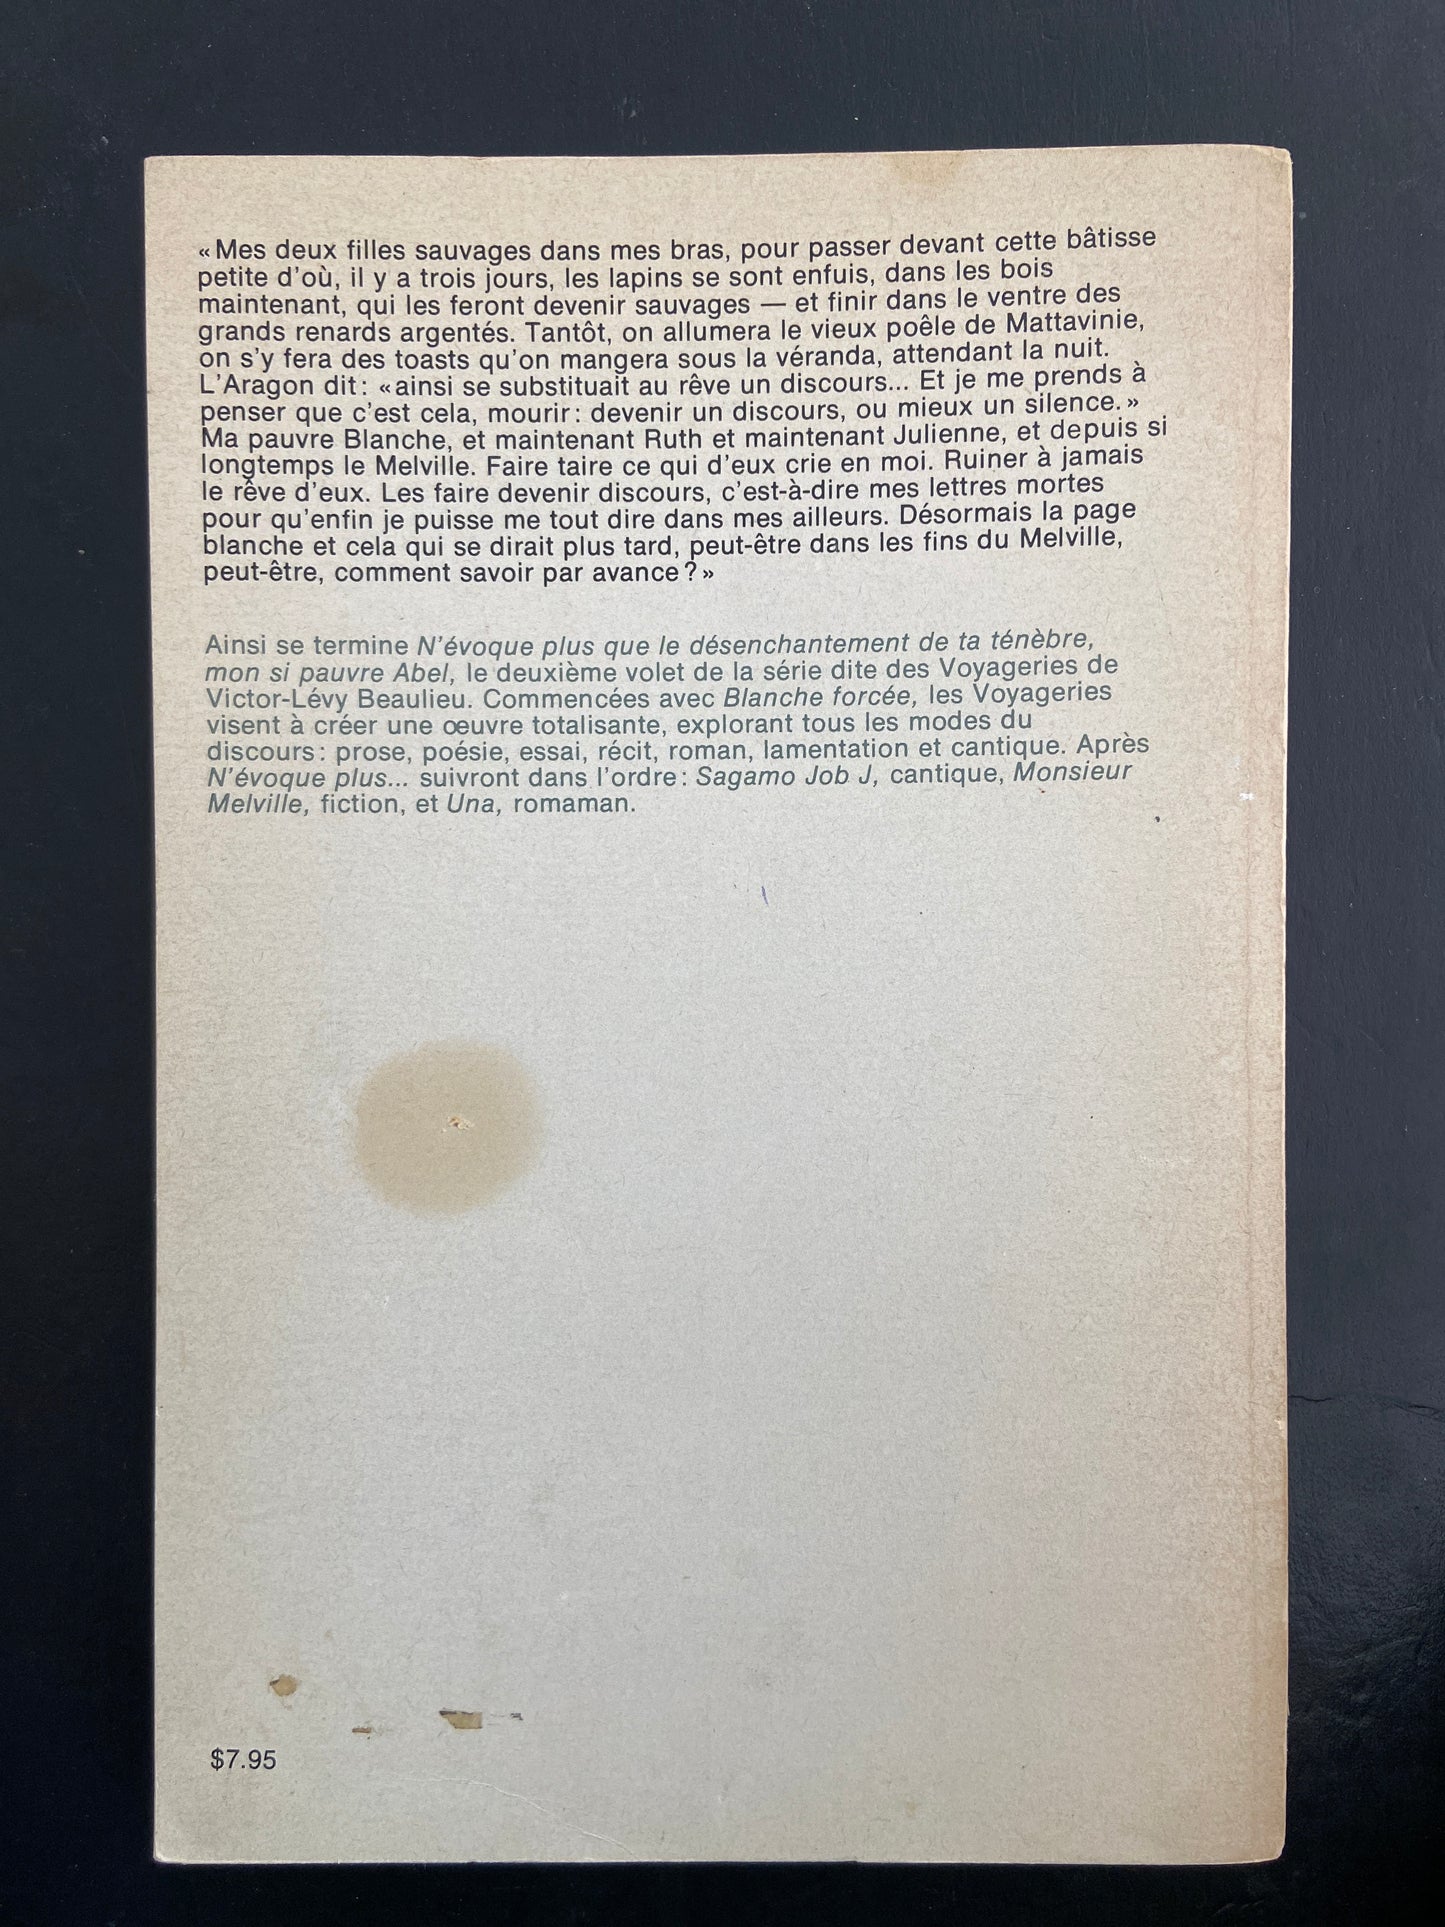 « Mes deux filles sauvages dans mes bras, pour passer devant cette bâtisse
petite d'où, il y a trois jours, les lapins se sont enfuis, dans les bois
maintenant, qui les feront devenir sauvages — et finir dans le ventre des
grands renards argentés. Tantôt, on allumera le vieux poêle de Mattavinie,
on s'y fera des toasts qu'on mangera sous la véranda, attendant la nuit.
L'Aragon dit : «ainsi se substituait au rêve un discours... Et je me prends à
penser que c'est cela, mourir : devenir un discours, ou mieux un silence. »
Ma pauvre Blanche, et maintenant Ruth et maintenant Julienne, et depuis si
longtemps le Melville. Faire taire ce qui d'eux crie en moi. Ruiner à jamais
le rêve d'eux. Les faire devenir discours, c'est-à-dire mes lettres mortes
pour qu'enfin je puisse me tout dire dans mes ailleurs. Désormais la page
blanche et cela qui se dirait plus tard, peut-être dans les fins du Melville,
peut-être, comment savoir par avance ? »
Ainsi se termine N'évoque plus que le désenchantement de ta ténèbre,
mon si pauvre Abel, le deuxième volet de la série dite des Voyageries de
Victor-Lévy Beaulieu. Commencées avec Blanche forcée, les Voyageries
visent à créer une œuvre totalisante, explorant tous les modes du
discours : prose, poésie, essai, récit, roman, lamentation et cantique. Après
N'évoque plus... suivront dans l'ordre : Sagamo Job J, cantique, Monsieur
Melville, fiction, et Una, romaman.
$7.95